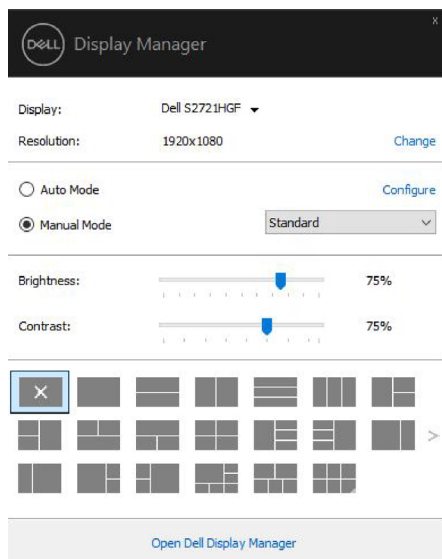 x
DELL Display Manager
Display: Dell S2721HGF
Resolution: 1920x1080 Change
Auto Mode Configure
Manual Mode Standard
Brightness: 75%
Contrast: 75%
>
Open Dell Display Manager